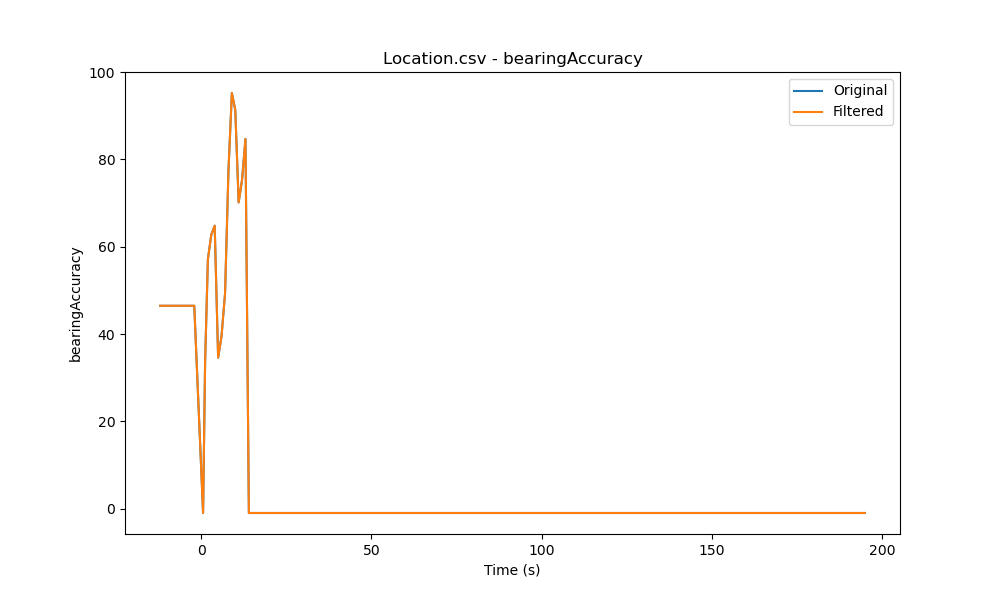 Location.csv - bearingAccuracy
Original
Filtered
100
80
60
40
20
0
bearingAccuracy
0 50 100 150 200
Time (s)